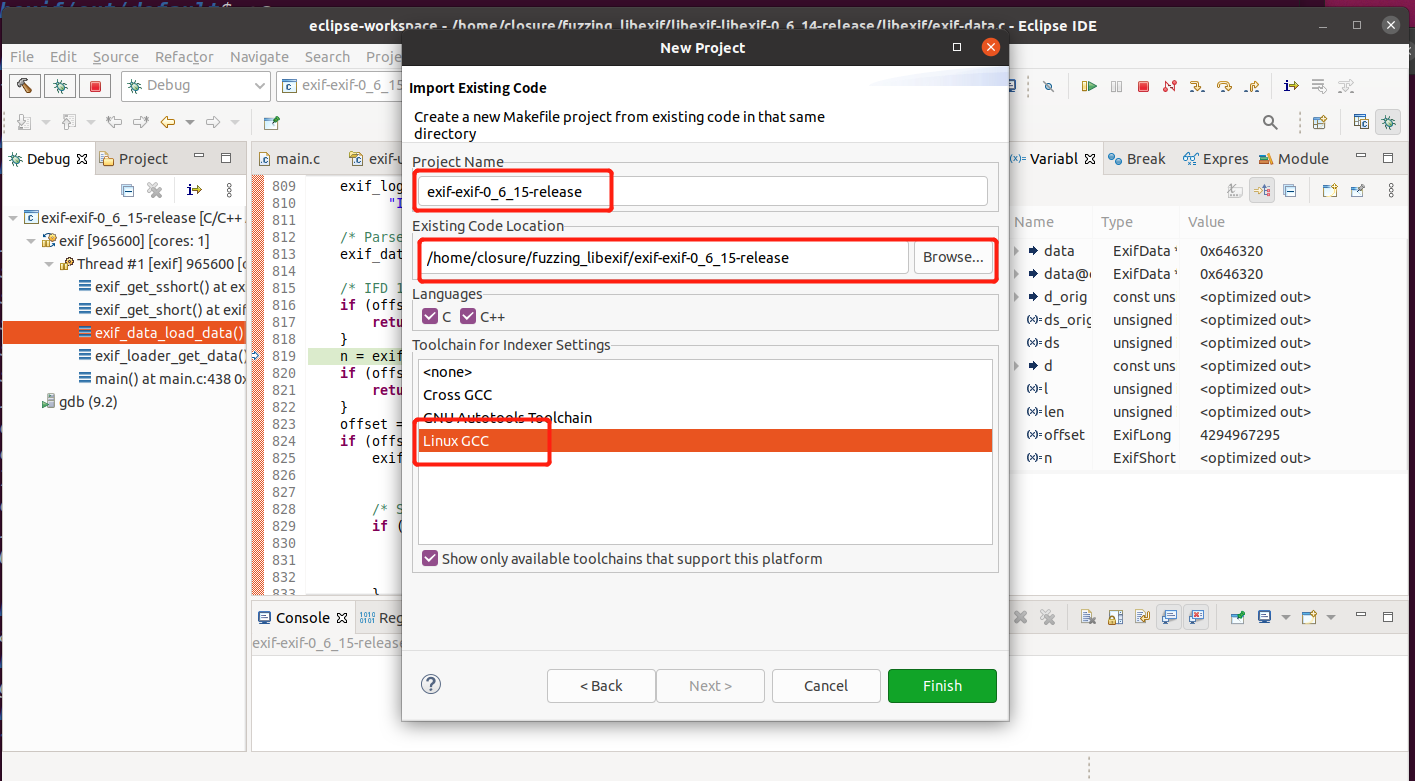 eclipse-workspace - /home/closure/fuzzing_libexif/libexif-libexif-0_6_14-release/libexif/exif-data.c - Eclipse IDE
File Edit Source Refactor Navigate Search
New Project
Debug
exif-exif-0_6_15
Import Existing Code
Create a new Makefile project from existing code in that same
directory
Debug
Project
main.c
Project Name
exif-exif-0_6_15-release
Existing Code Location
/home/closure/fuzzing_libexif/exif-exif-0_6_15-release
Browse...
Languages
C
C++
Toolchain for Indexer Settings
<none>
Cross GCC
GNU Autotools Toolchain
Linux GCC
Show only available toolchains that support this platform
< Back
Next >
Cancel
Finish
exif-exif-0_6_15-release [C/C++
exif [965600] [cores: 1]
Thread #1 [exif] 965600 [c
exif_get_sshort() at ex
exif_get_short() at exif
exif_data_load_data()
exif_loader_get_data()
main() at main.c:438 0x
gdb (9.2)
809 exif_log
810 "I
811
812 /* Parse
813 exif_dat
814
815 /* IFD 1
816 if (offs
817 retu
818 }
819 n = exif
820 if (offs
821 retu
822 }
823 offset =
824 if (offs
825 exif
826
827
828 /* S
829 if (
830
831
832
833 }
Variabl
Break
Expres
Module
Name Type Value
data ExifData * 0x646320
data@e ExifData * 0x646320
d_orig const uns <optimized out>
ds_orig unsigned <optimized out>
ds unsigned <optimized out>
d const uns <optimized out>
l unsigned <optimized out>
len unsigned <optimized out>
offset ExifLong 4294967295
n ExifShort <optimized out>
Console
Reg
exif-exif-0_6_15-release